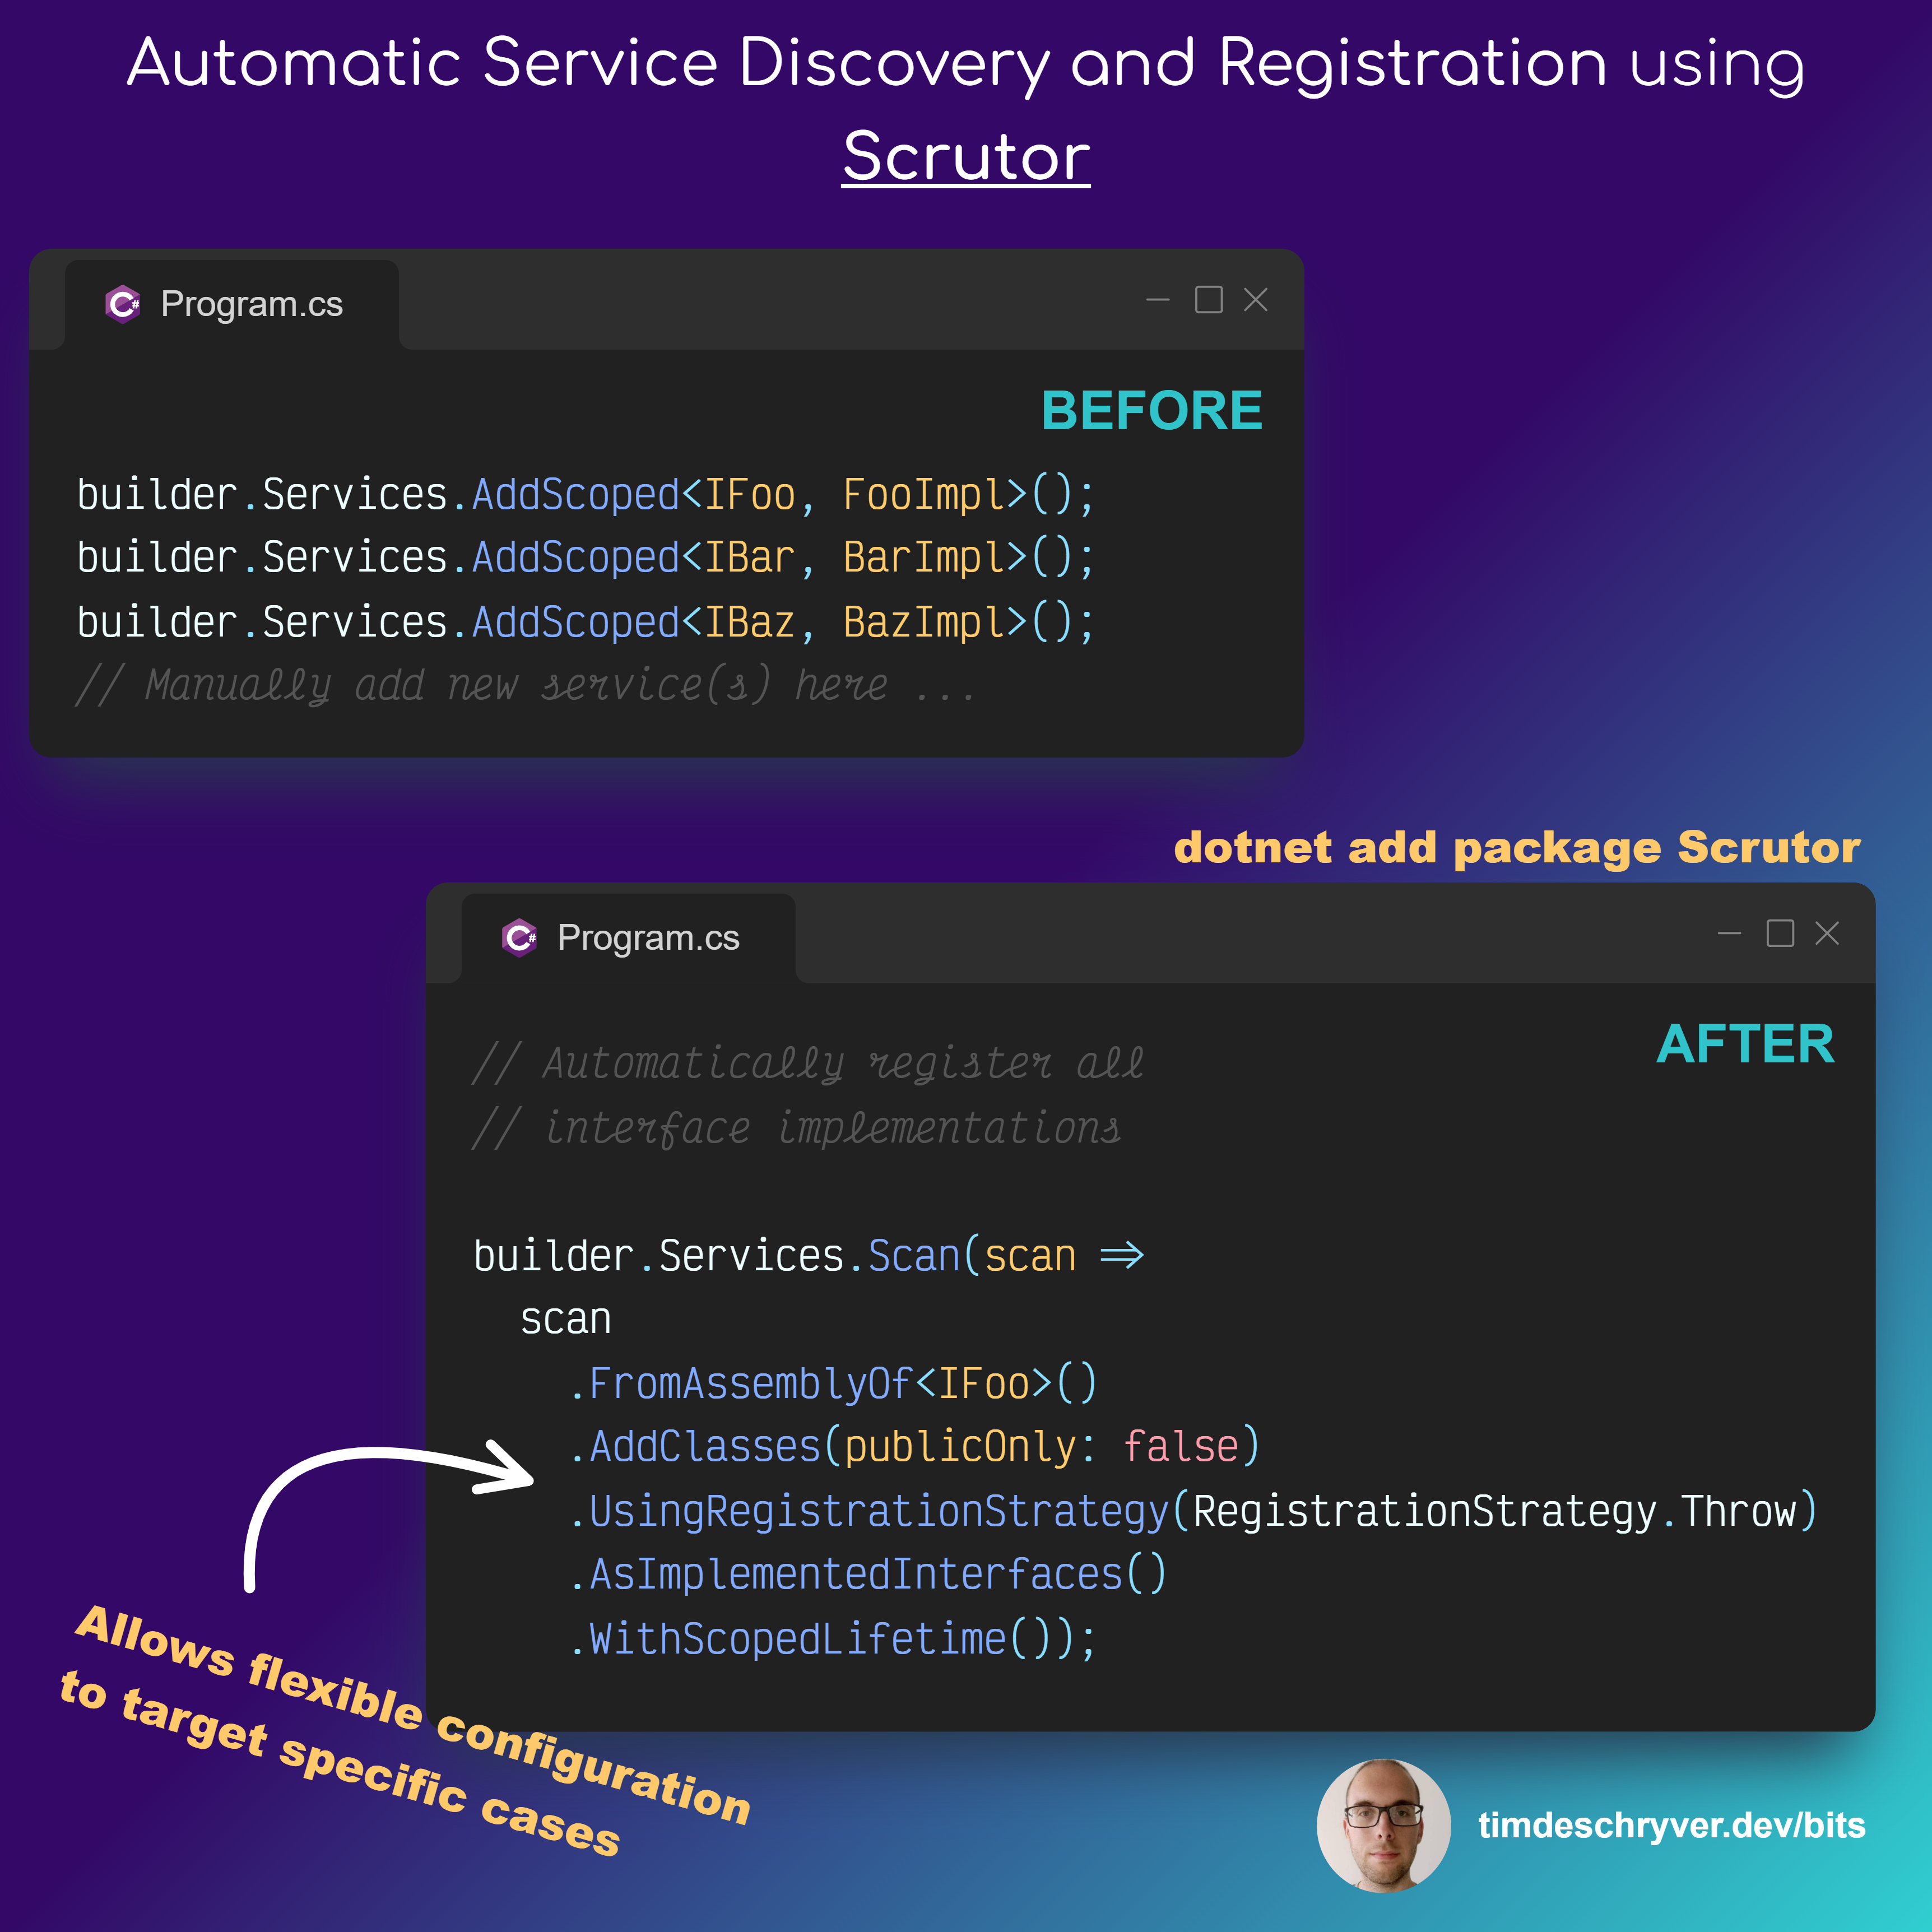 Automatic Service Discovery and Registration using
Scrutor
Program.cs
BEFORE
builder.Services.AddScoped<IFoo, FooImpl>();
builder.Services.AddScoped<IBar, BarImpl>();
builder.Services.AddScoped<IBaz, BazImpl>();
// Manually add new service(s) here ...
dotnet add package Scrutor
Program.cs
AFTER
// Automatically register all
// interface implementations
builder.Services.Scan(scan =>
scan
.FromAssemblyOf<IFoo>()
.AddClasses(publicOnly: false)
.UsingRegistrationStrategy(RegistrationStrategy.Throw)
.AsImplementedInterfaces()
.WithScopedLifetime());
Allows flexible configuration
to target specific cases
timdeschryver.dev/bits